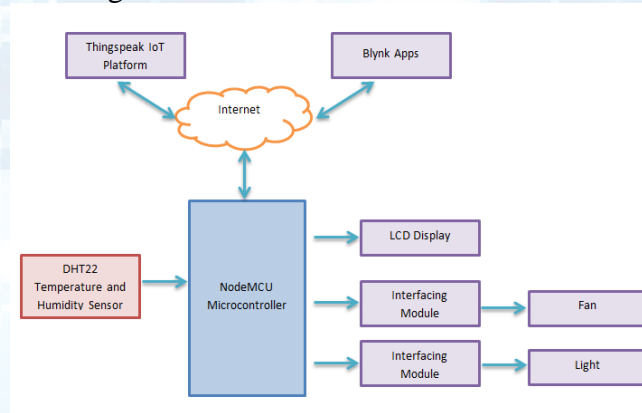 Thingspeak IoT
Platform
Blynk Apps
Internet
LCD Display
DHT22
Temperature and
Humidity Sensor
NodeMCU
Microcontroller
Interfacing
Module
Fan
Interfacing
Module
Light